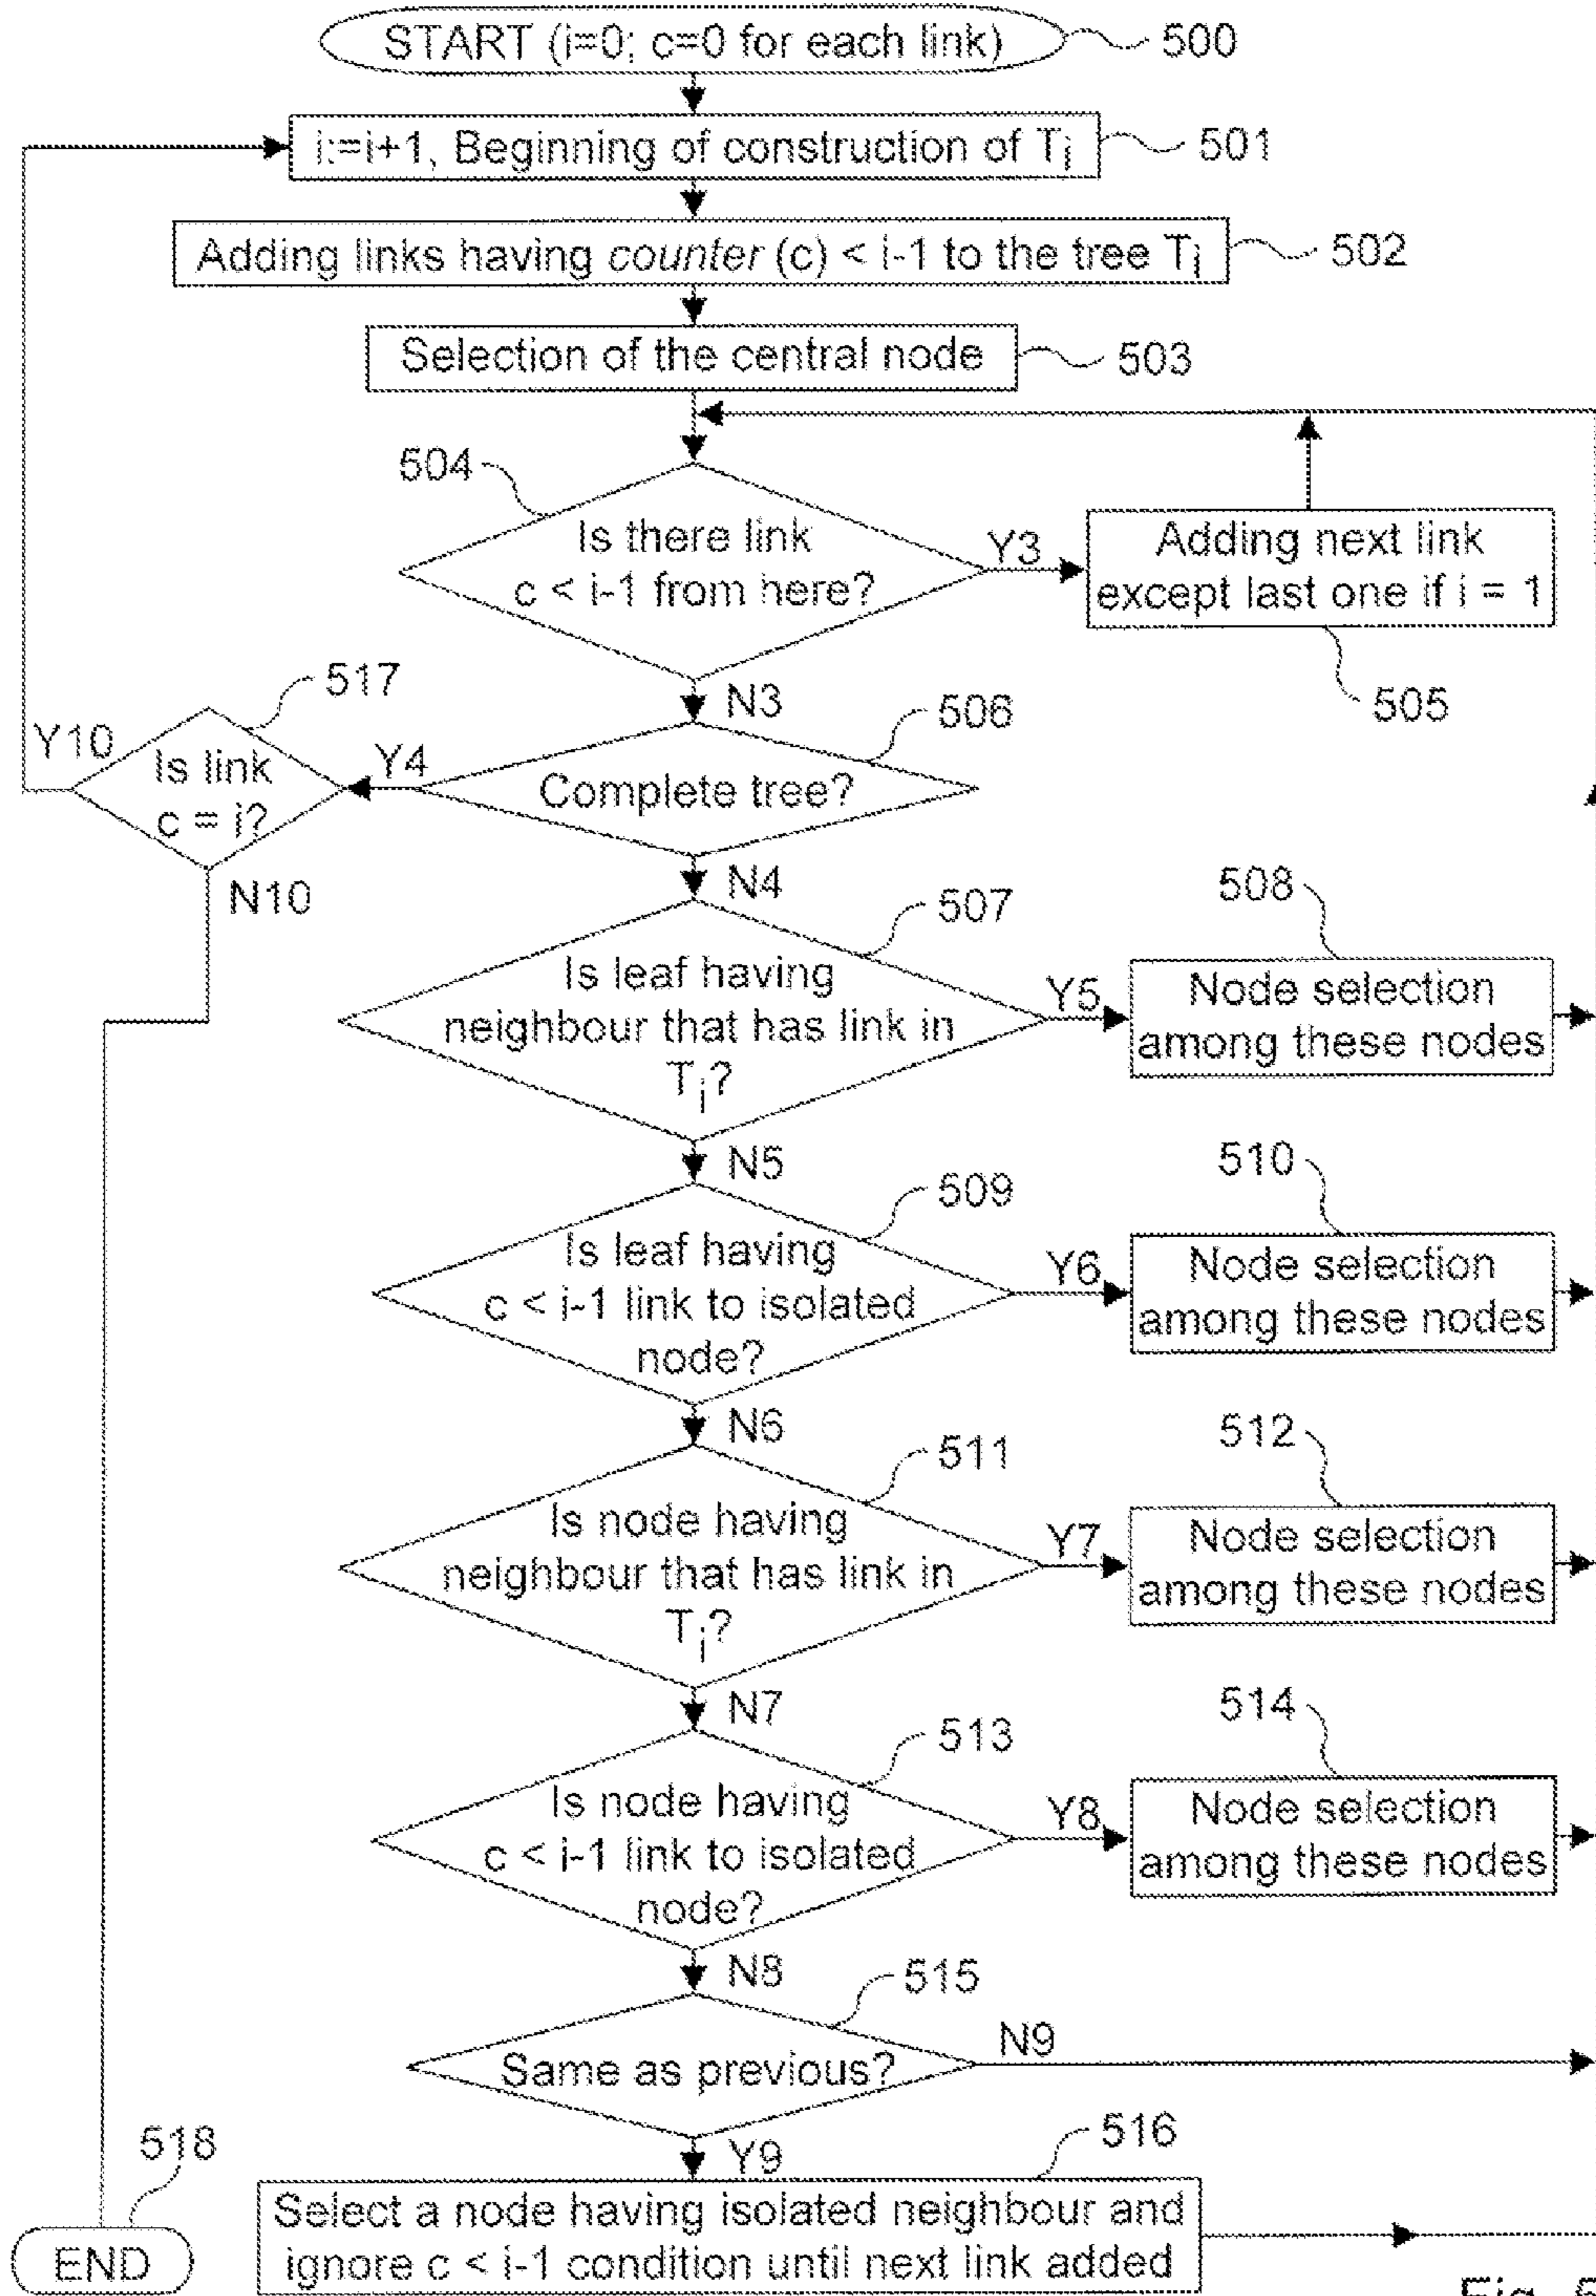 START (i=0; c=0 for each link)
500
i:=i+1, Beginning of construction of Ti
501
Adding links having counter (c) < i-1 to the tree Ti
502
Selection of the central node
503
504
Is there link
c < i-1 from here?
Y3
Adding next link
except last one if i = 1
505
N3
517
506
Y10
Is link
c = i?
Y4
Complete tree?
N10
N4
507
508
Is leaf having
neighbour that has link in
Ti?
Y5
Node selection
among these nodes
N5
509
510
Is leaf having
c < i-1 link to isolated
node?
Y6
Node selection
among these nodes
N6
511
512
Is node having
neighbour that has link in
Ti?
Y7
Node selection
among these nodes
N7
513
514
Is node having
c < i-1 link to isolated
node?
Y8
Node selection
among these nodes
N8
515
Same as previous?
N9
518
Y9
516
END
Select a node having isolated neighbour and
ignore c < i-1 condition until next link added
Fig.